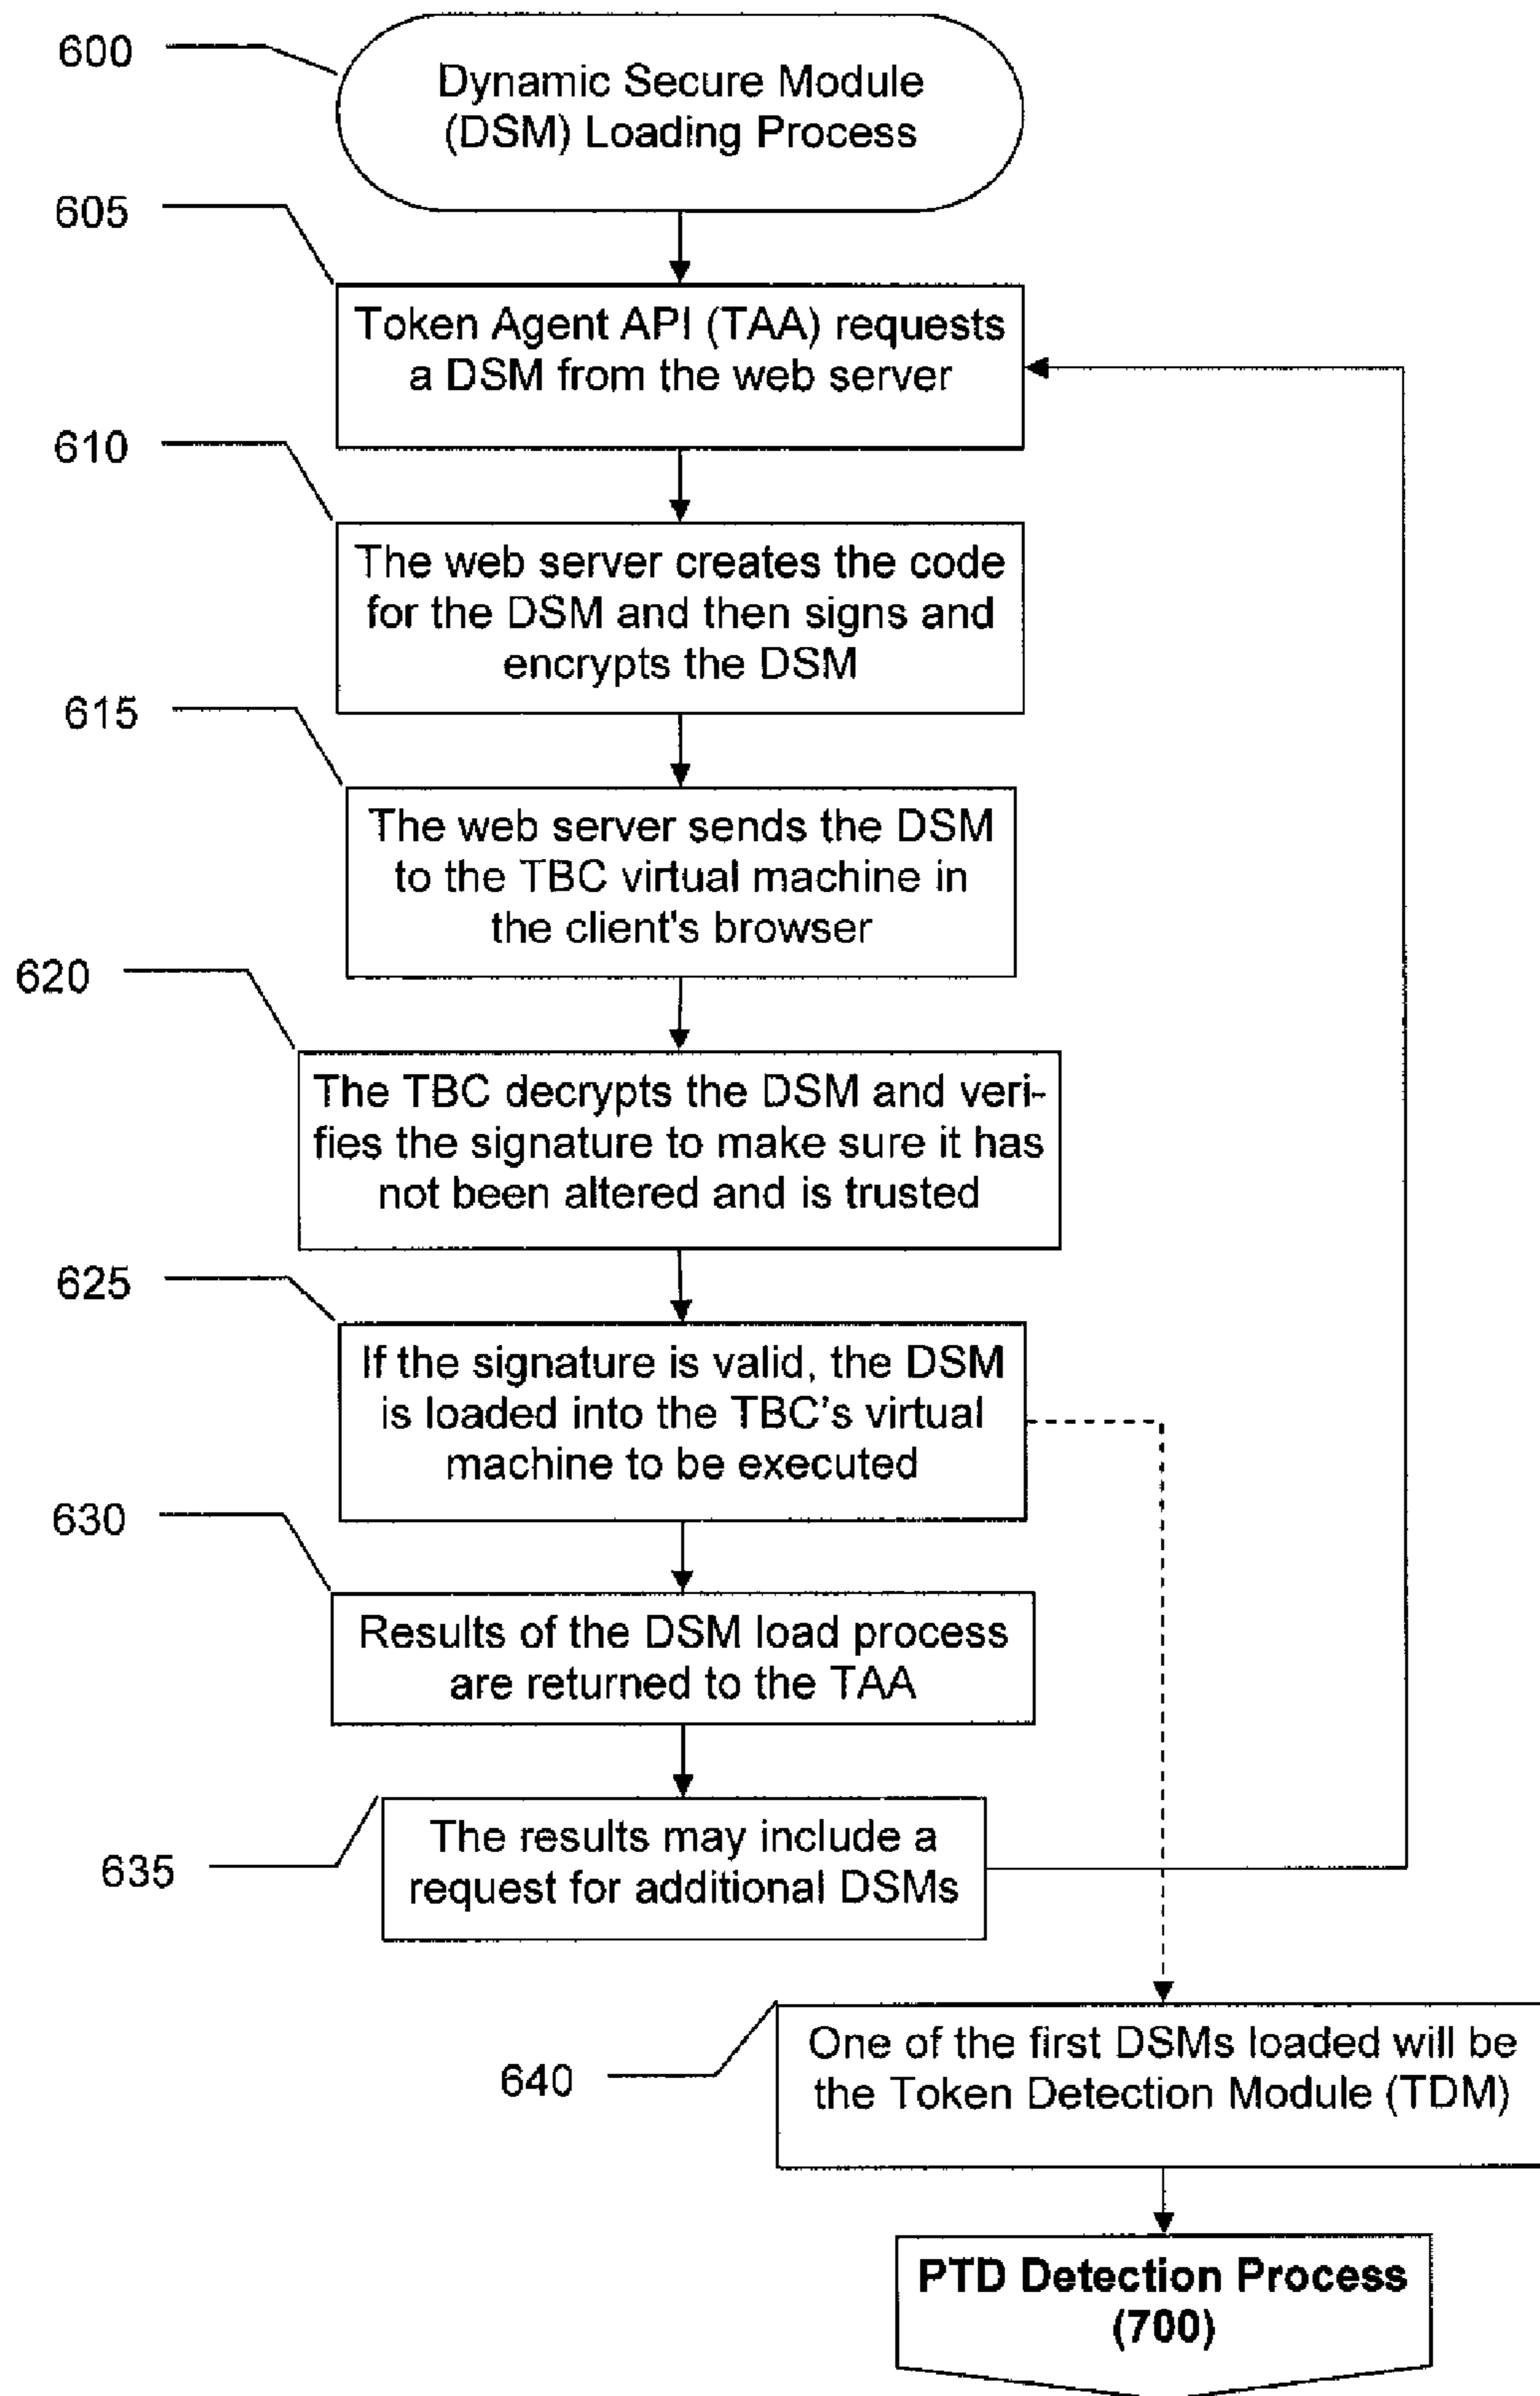 600
Dynamic Secure Module
(DSM) Loading Process
605
Token Agent API (TAA) requests
a DSM from the web server
610
The web server creates the code
for the DSM and then signs and
encrypts the DSM
615
The web server sends the DSM
to the TBC virtual machine in
the client's browser
620
The TBC decrypts the DSM and veri-
fies the signature to make sure it has
not been altered and is trusted
625
If the signature is valid, the DSM
is loaded into the TBC's virtual
machine to be executed
630
Results of the DSM load process
are returned to the TAA
635
The results may include a
request for additional DSMs
640
One of the first DSMs loaded will be
the Token Detection Module (TDM)
PTD Detection Process
(700)